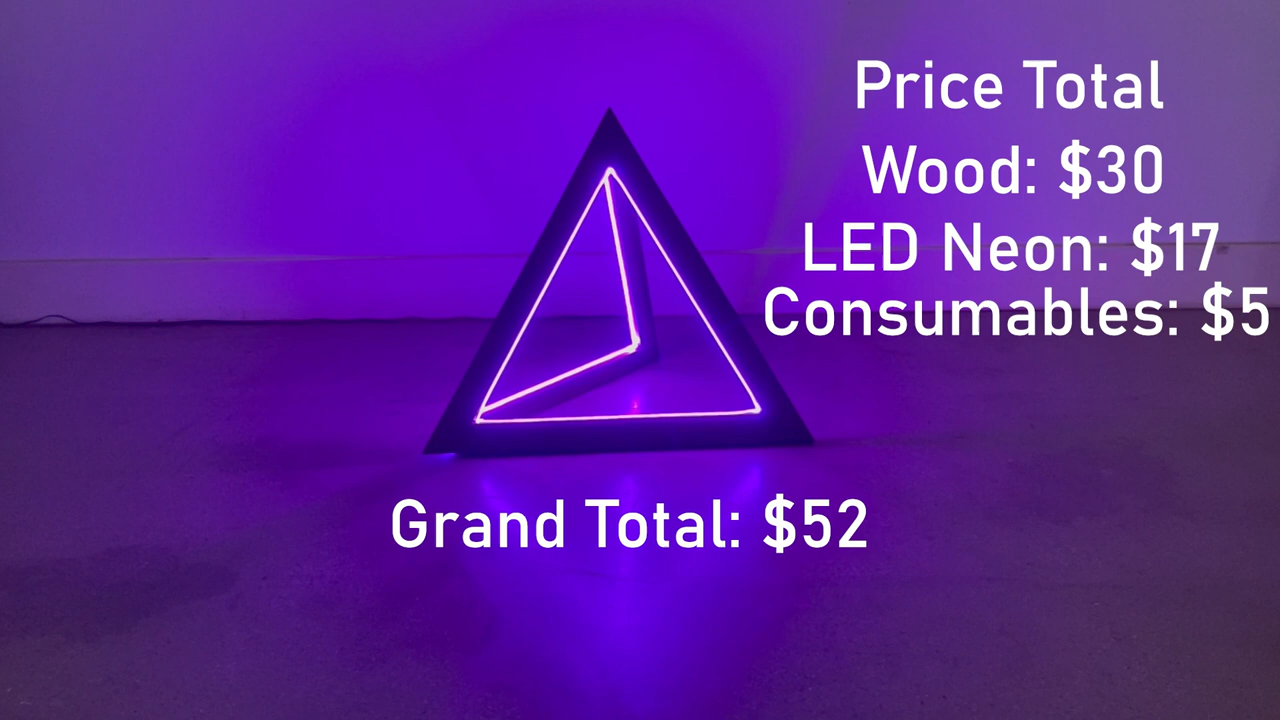 Price Total
Wood: $30
LED Neon: $17
Consumables: $5
Grand Total: $52